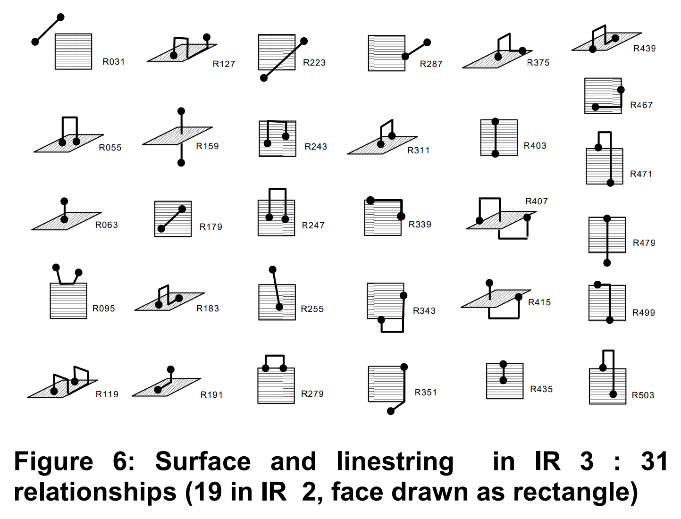 R031
R127
R223
R287
R375
R439
R467
R055
R159
R243
R311
R403
R471
R063
R179
R247
R339
R407
R479
R095
R183
R255
R343
R415
R499
R119
R191
R279
R351
R435
R503
Figure 6: Surface and linestring in IR 3 : 31
relationships (19 in IR 2, face drawn as rectangle)